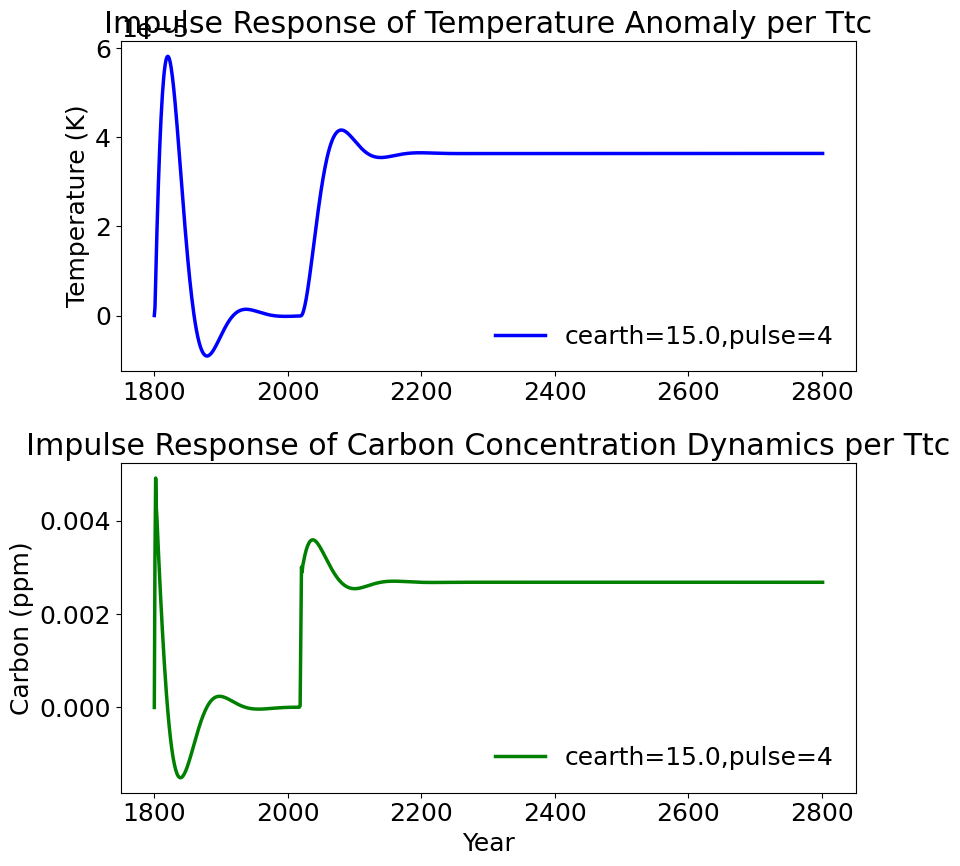 Impulse Response of Temperature Anomaly per Ttc
1e−5
6
4
2
0
Temperature (K)
cearth=15.0,pulse=4
1800 2000 2200 2400 2600 2800
Impulse Response of Carbon Concentration Dynamics per Ttc
0.004
0.002
0.000
Carbon (ppm)
cearth=15.0,pulse=4
1800 2000 2200 2400 2600 2800
Year